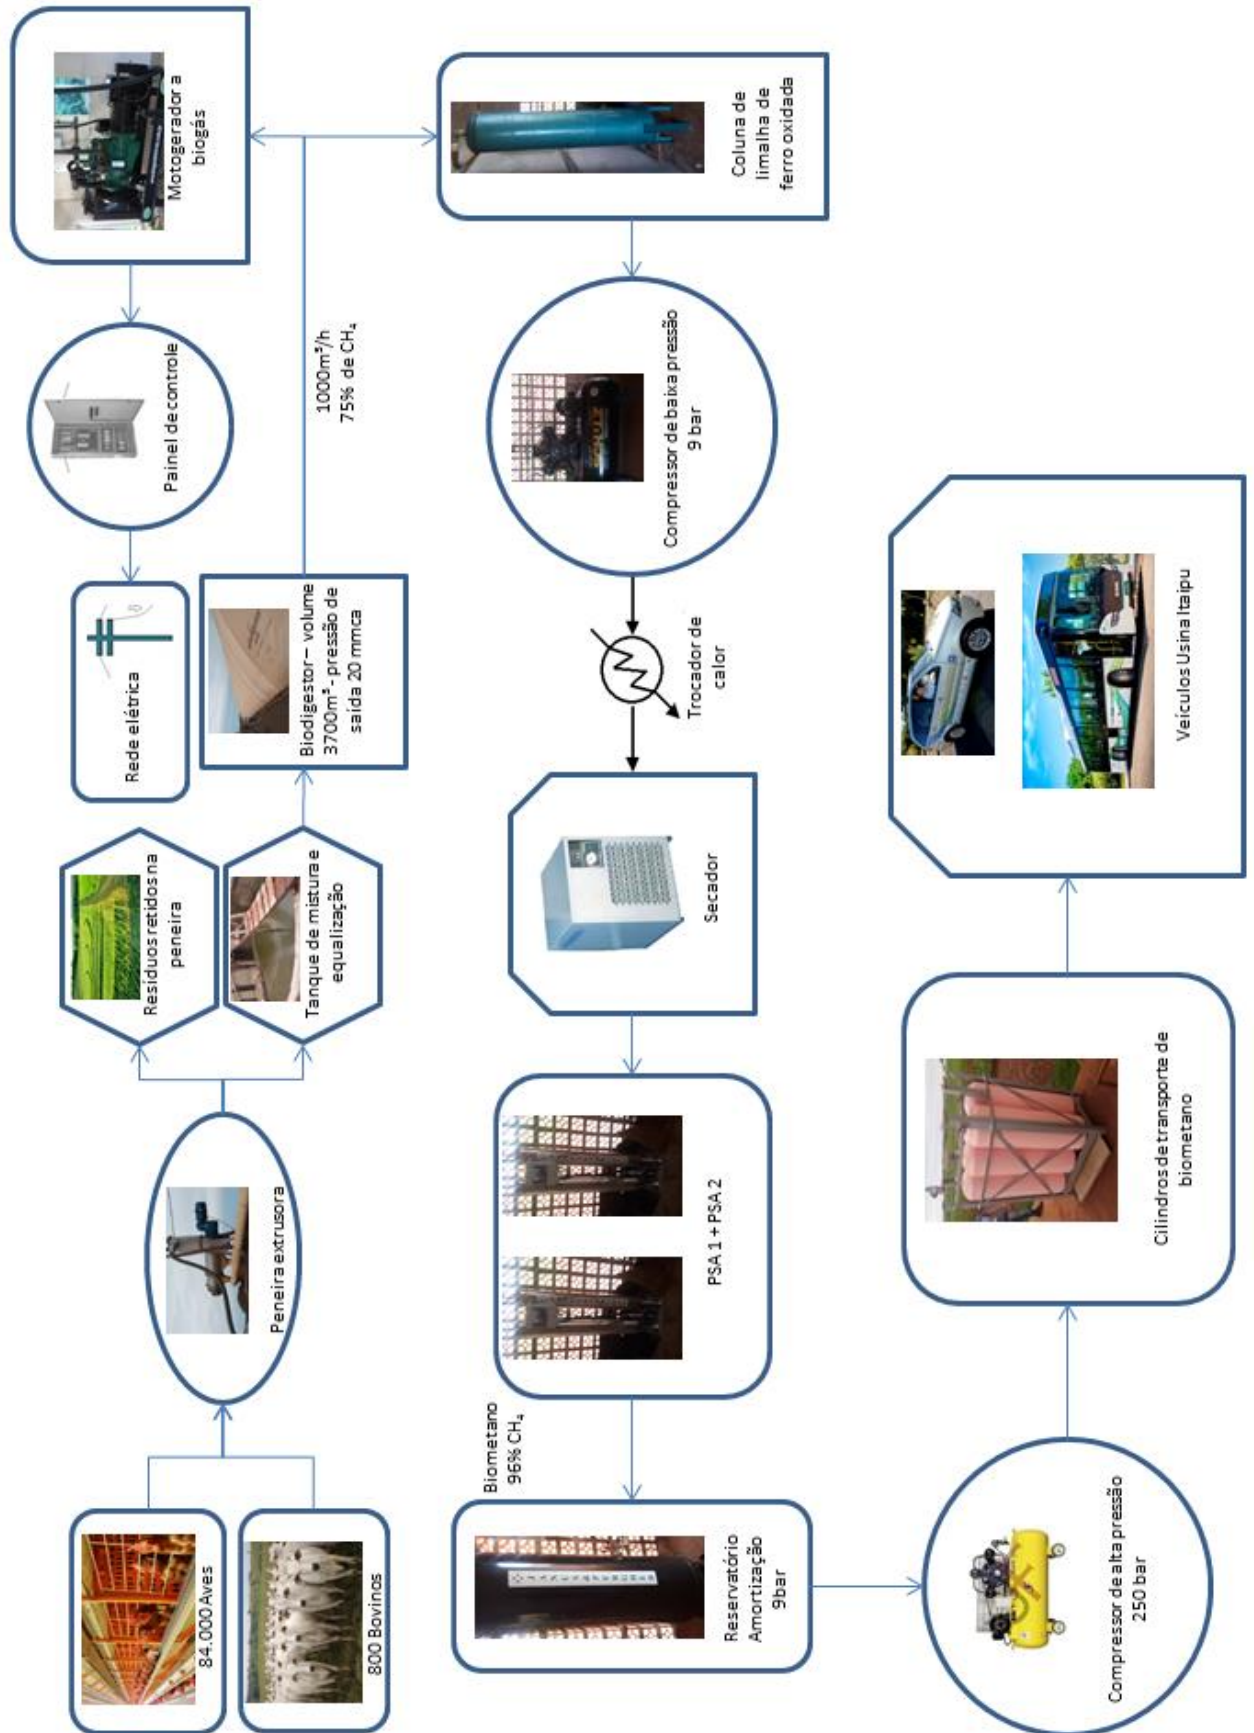 84.000 Aves
800 Bovinos
Peneira extrusora
Resíduos retidos na
peneira
Tanque de mistura e
equalização
Rede elétrica
Biodigestor – volume
3700m³ - pressão de
saída 20 mmca
Painel de controle
1000m³/h
75% de CH₄
Motogerador a
biogás
Coluna de
limalha de
ferro oxidada
Compressor de baixa pressão
9 bar
Trocador de
calor
Secador
PSA 1 + PSA 2
Biometano
96% CH₄
Reservatório
Amortização
9bar
Compressor de alta pressão
250 bar
Cilindros de transporte de
biometano
Veículos Usina Itaipu